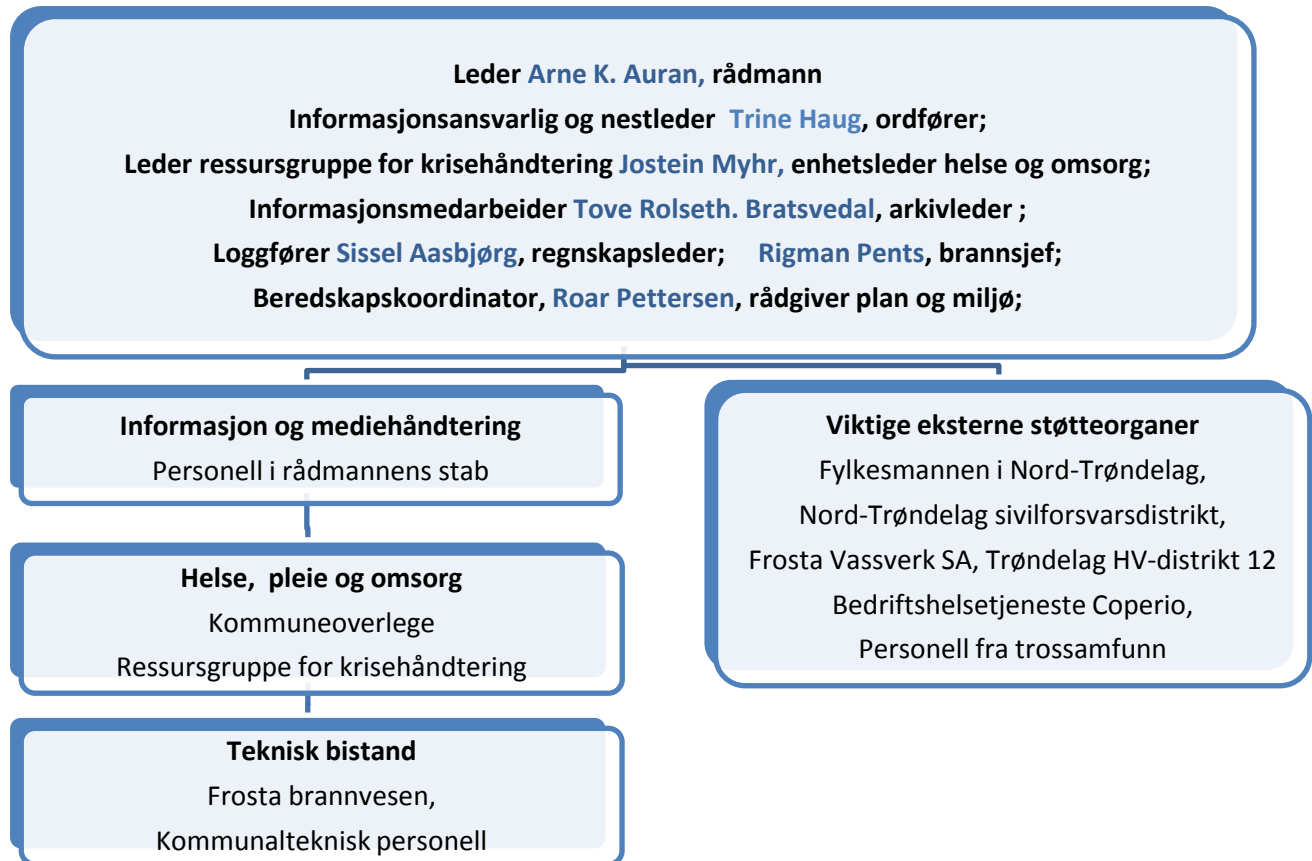 Leder Arne K. Auran, rådmann
Informasjonsansvarlig og nestleder Trine Haug, ordfører;
Leder ressursgruppe for krisehåndtering Jostein Myhr, enhetsleder helse og omsorg;
Informasjonsmedarbeider Tove Rolseth. Bratsvedal, arkivleder ;
Loggfører Sissel Aasbjørg, regnskapsleder; Rigman Pents, brannsjef;
Beredskapskoordinator, Roar Pettersen, rådgiver plan og miljø;
Informasjon og mediehåndtering
Personell i rådmannens stab
Helse, pleie og omsorg
Kommuneoverlege
Ressursgruppe for krisehåndtering
Teknisk bistand
Frosta brannvesen,
Kommunalteknisk personell
Viktige eksterne støtteorganer
Fylkesmannen i Nord-Trøndelag,
Nord-Trøndelag sivilforsvarsdistrikt,
Frosta Vassverk SA, Trøndelag HV-distrikt 12
Bedriftshelsetjeneste Coperio,
Personell fra trossamfunn